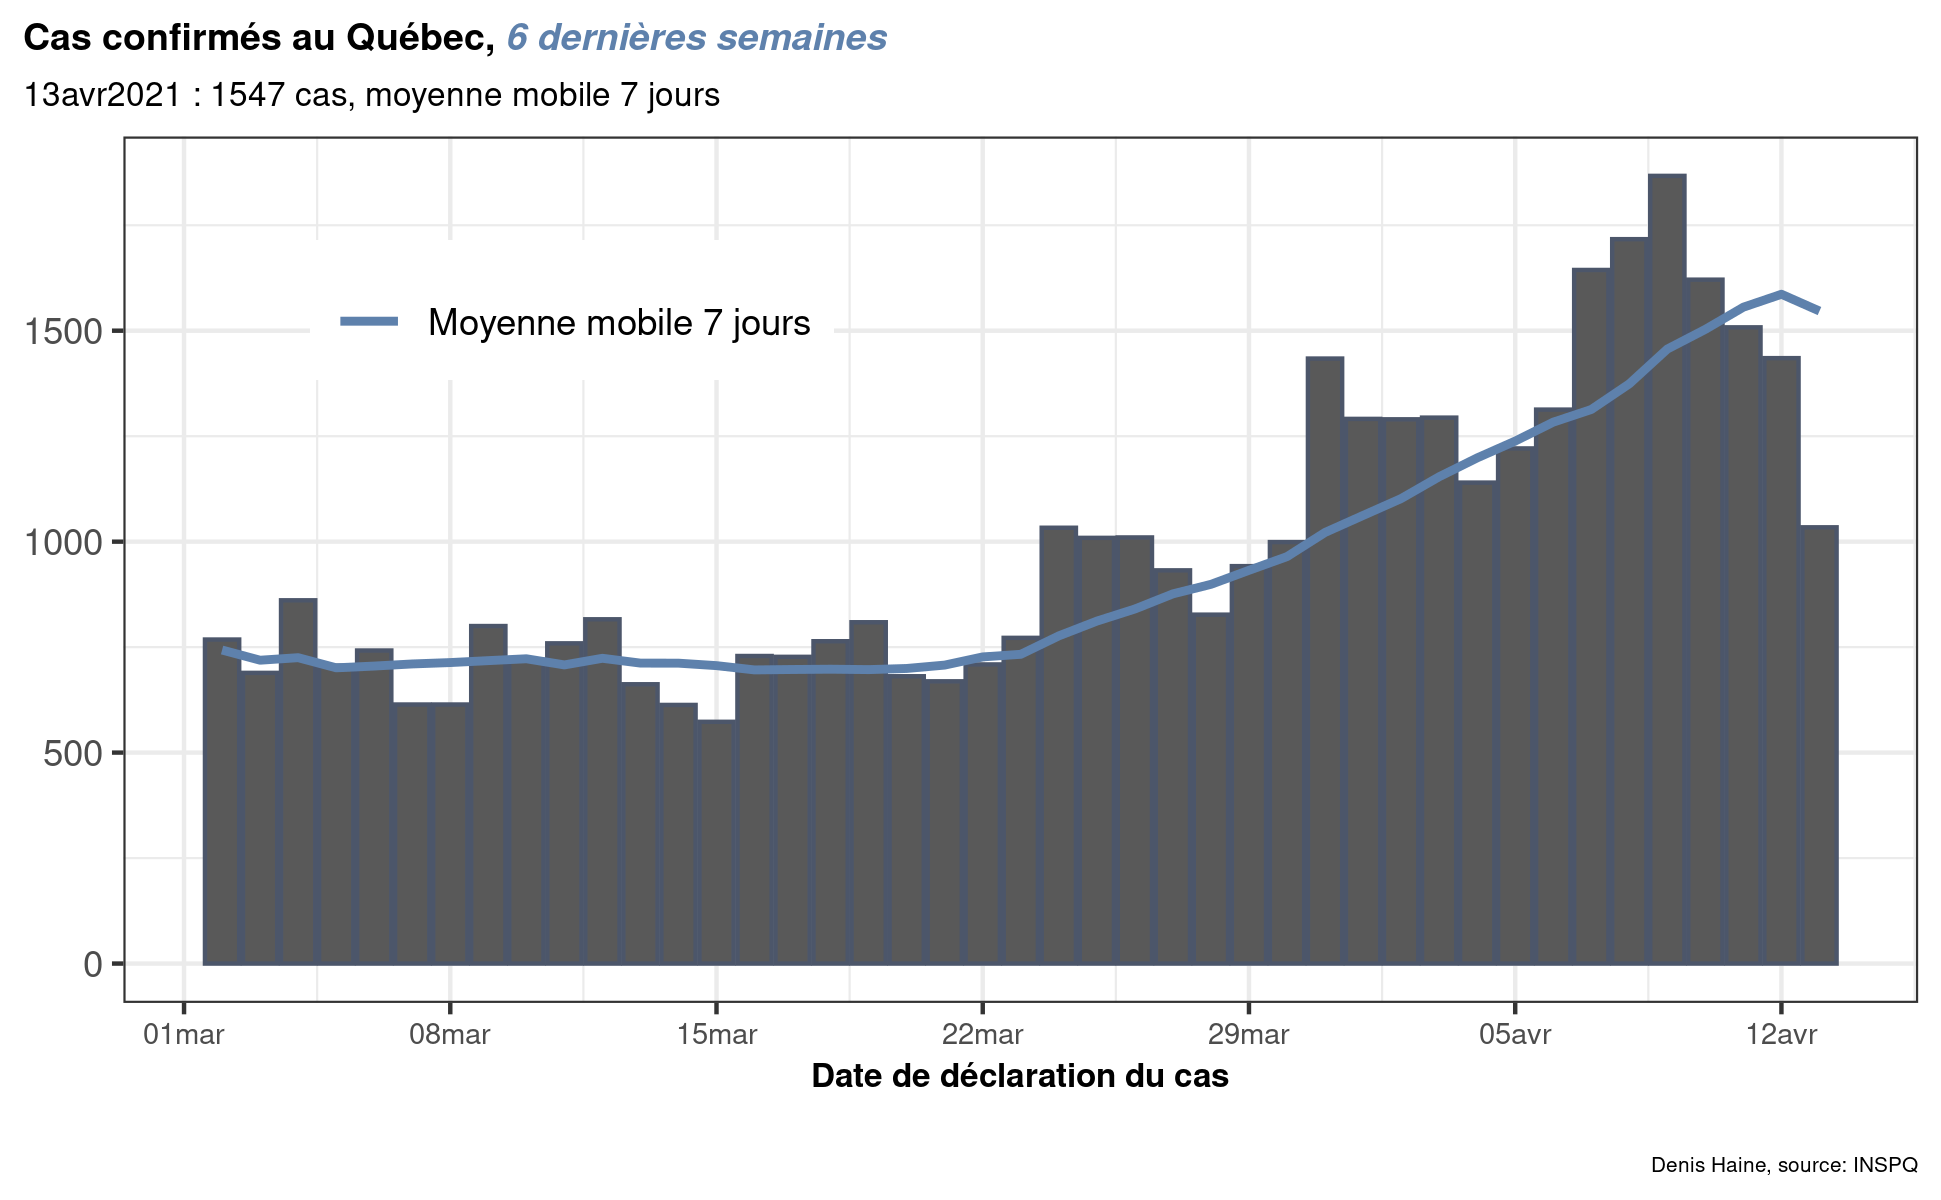 Cas confirmés au Québec, 6 dernières semaines
13avr2021 : 1547 cas, moyenne mobile 7 jours
Moyenne mobile 7 jours
1500
1000
500
0
01mar 08mar 15mar 22mar 29mar 05avr 12avr
Date de déclaration du cas
Denis Haine, source: INSPQ